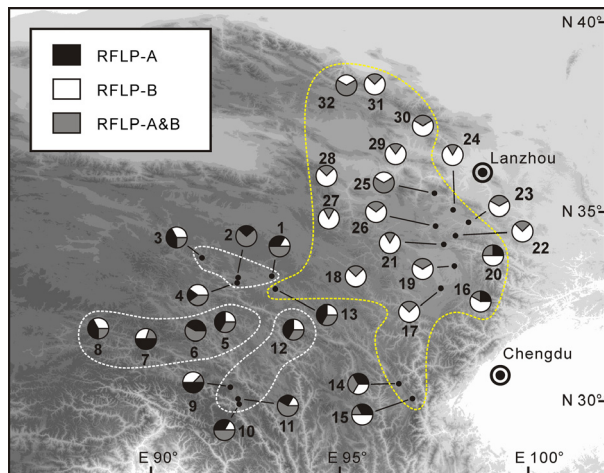 N 40°
RFLP-A
RFLP-B
RFLP-A&B
32
31
30
24
29
Lanzhou
28
25
23
27
26
3
2
1
21
22
20
4
18
19
16
13
17
8
7
6
5
12
Chengdu
14
9
11
15
10
N 35°
N 30°
E 90°
E 95°
E 100°